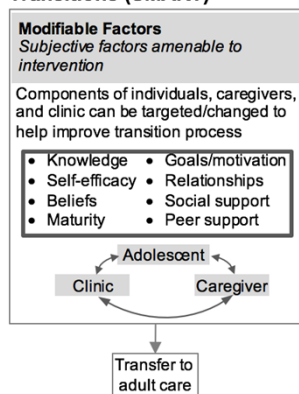 Modifiable Factors
Subjective factors amenable to
intervention
Components of individuals, caregivers,
and clinic can be targeted/changed to
help improve transition process
• Knowledge • Goals/motivation
• Self-efficacy • Relationships
• Beliefs • Social support
• Maturity • Peer support
Adolescent
Clinic Caregiver
Transfer to
adult care